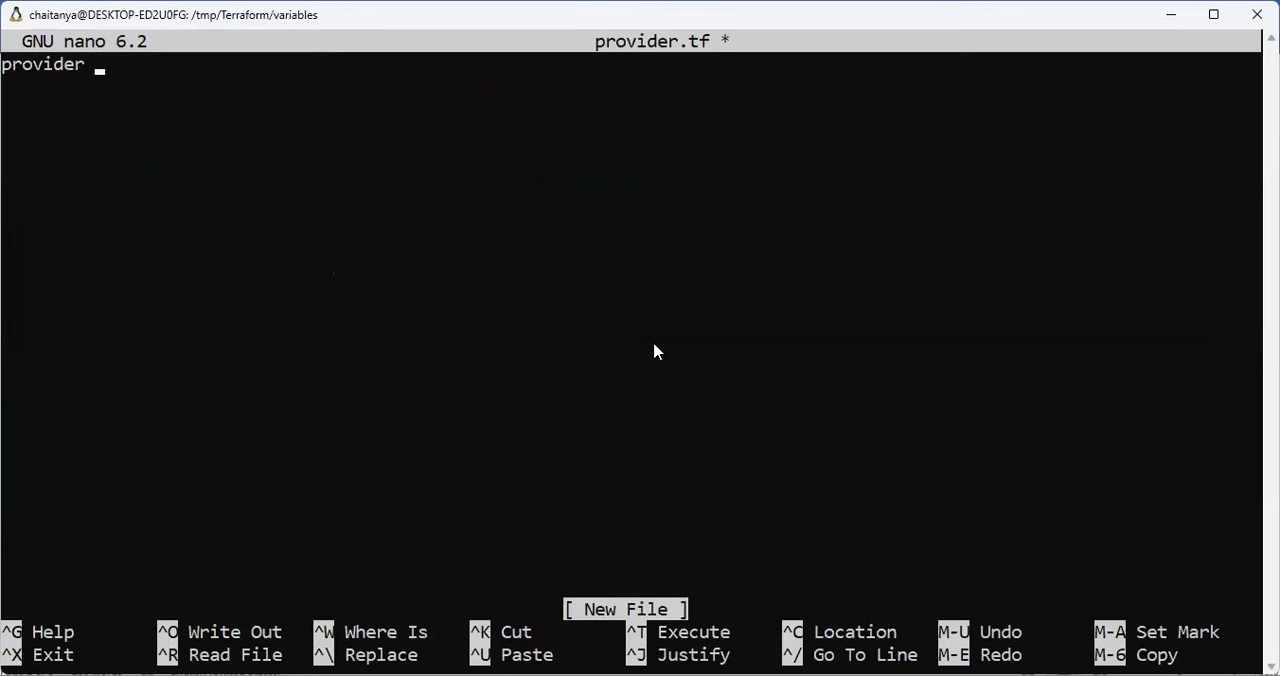 chaitanya@DESKTOP-ED2U0FG: /tmp/Terraform/variables
GNU nano 6.2 provider.tf *
provider
[ New File ]
^G Help ^O Write Out ^W Where Is ^K Cut ^T Execute ^C Location M-U Undo M-A Set Mark
^X Exit ^R Read File ^\ Replace ^U Paste ^J Justify ^/ Go To Line M-E Redo M-6 Copy